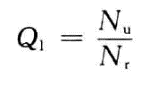 Q₁ = Nᵤ / Nᵣ